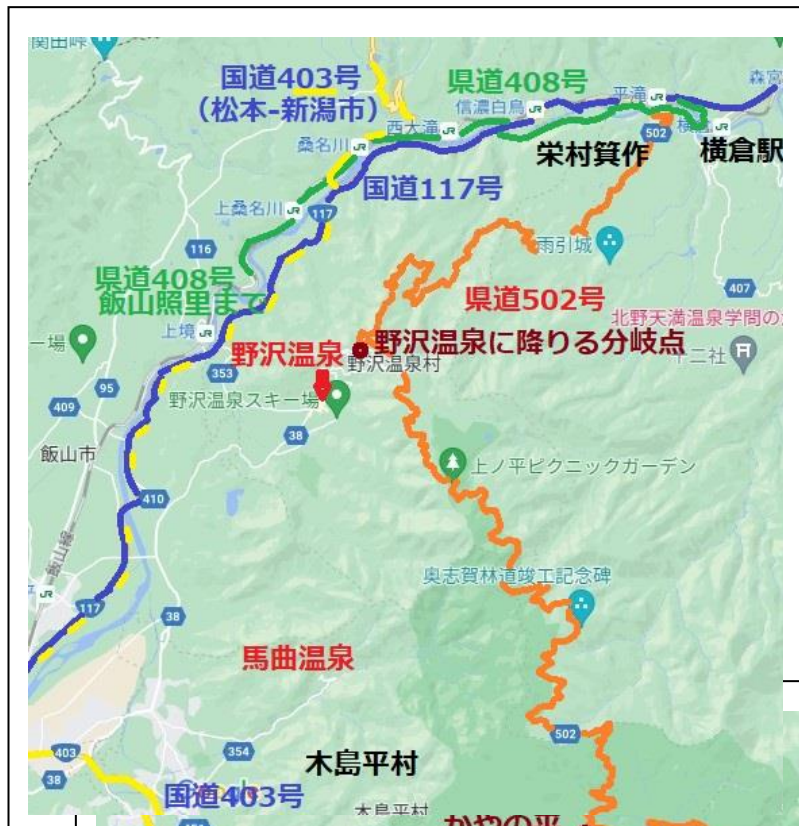 関田峠
国道403号
(松本-新潟市)
県道408号
森宮
平滝
信濃白鳥
西大滝
桑名川
502
栄村箕作
横倉駅
国道117号
上桑名川
117
116
雨引城
県道408号
飯山照里まで
県道502号
407
北野天満温泉学問の
上境
野沢温泉
野沢温泉に降りる分岐点
ー場
野沢温泉村
十二社
353
95
野沢温泉スキー場
409
38
飯山市
上ノ平ピクニックガーデン
410
飯山線
奥志賀林道竣工記念碑
117
38
馬曲温泉
502
403
354
木島平村
38
国道403号
木島平村
かやの平